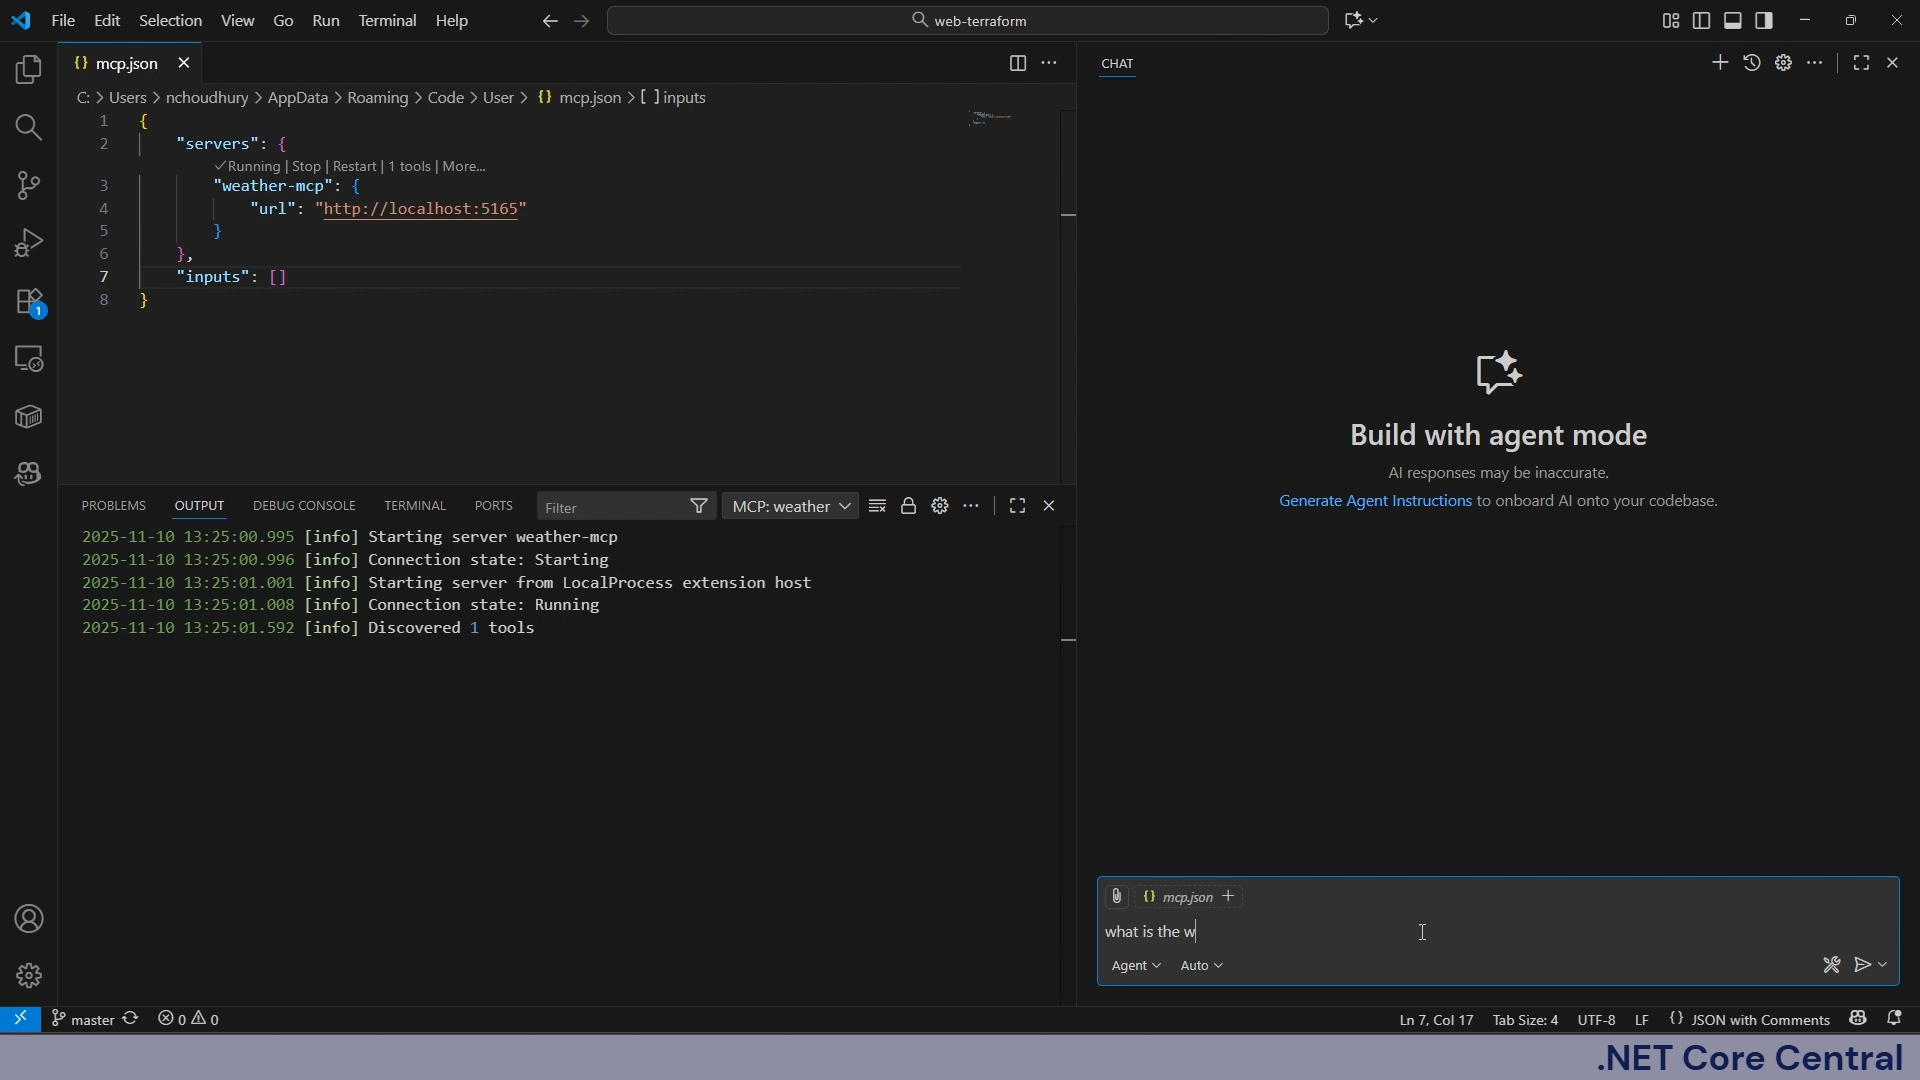 File Edit Selection View Go Run Terminal Help
web-terraform
mcp.json
C: > Users > nchoudhury > AppData > Roaming > Code > User > {} mcp.json > [ ] inputs
1 {
2 "servers": {
✓Running | Stop | Restart | 1 tools | More...
3 "weather-mcp": {
4 "url": "http://localhost:5165"
5 }
6 },
7 "inputs": []
8 }
1
PROBLEMS OUTPUT DEBUG CONSOLE TERMINAL PORTS Filter MCP: weather
2025-11-10 13:25:00.995 [info] Starting server weather-mcp
2025-11-10 13:25:00.996 [info] Connection state: Starting
2025-11-10 13:25:01.001 [info] Starting server from LocalProcess extension host
2025-11-10 13:25:01.008 [info] Connection state: Running
2025-11-10 13:25:01.592 [info] Discovered 1 tools
CHAT
Build with agent mode
AI responses may be inaccurate.
Generate Agent Instructions to onboard AI onto your codebase.
{} mcp.json +
what is the w
Agent Auto
master 0 0
Ln 7, Col 17 Tab Size: 4 UTF-8 LF {} JSON with Comments
.NET Core Central